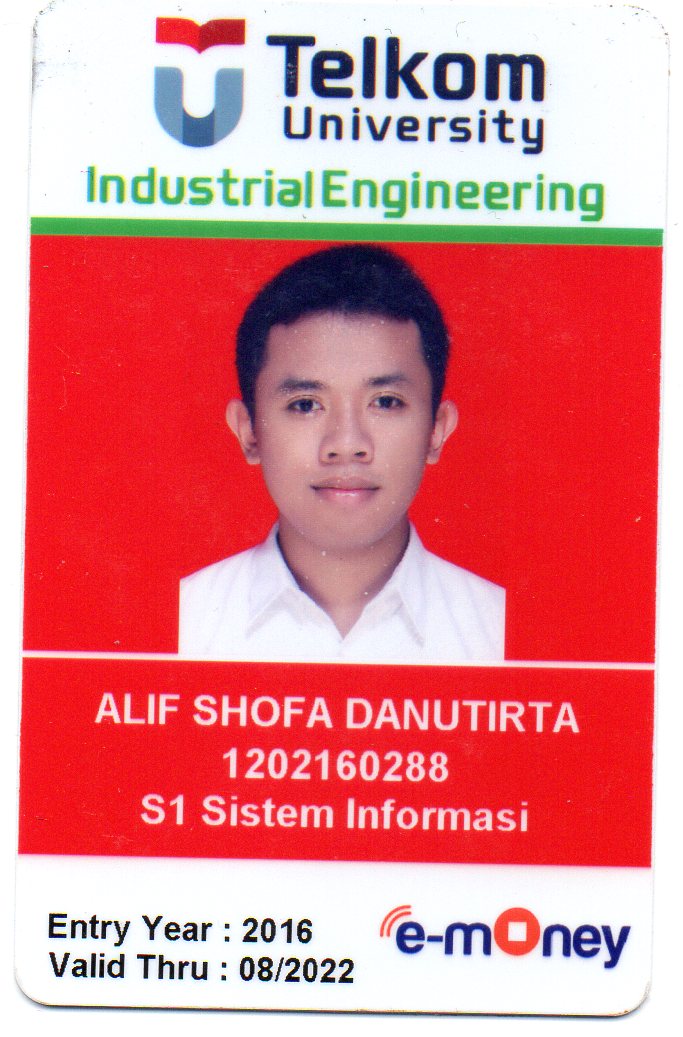 Telkom
University
Industrial Engineering
ALIF SHOFA DANUTIRTA
1202160288
S1 Sistem Informasi
Entry Year : 2016
Valid Thru : 08/2022
e-money